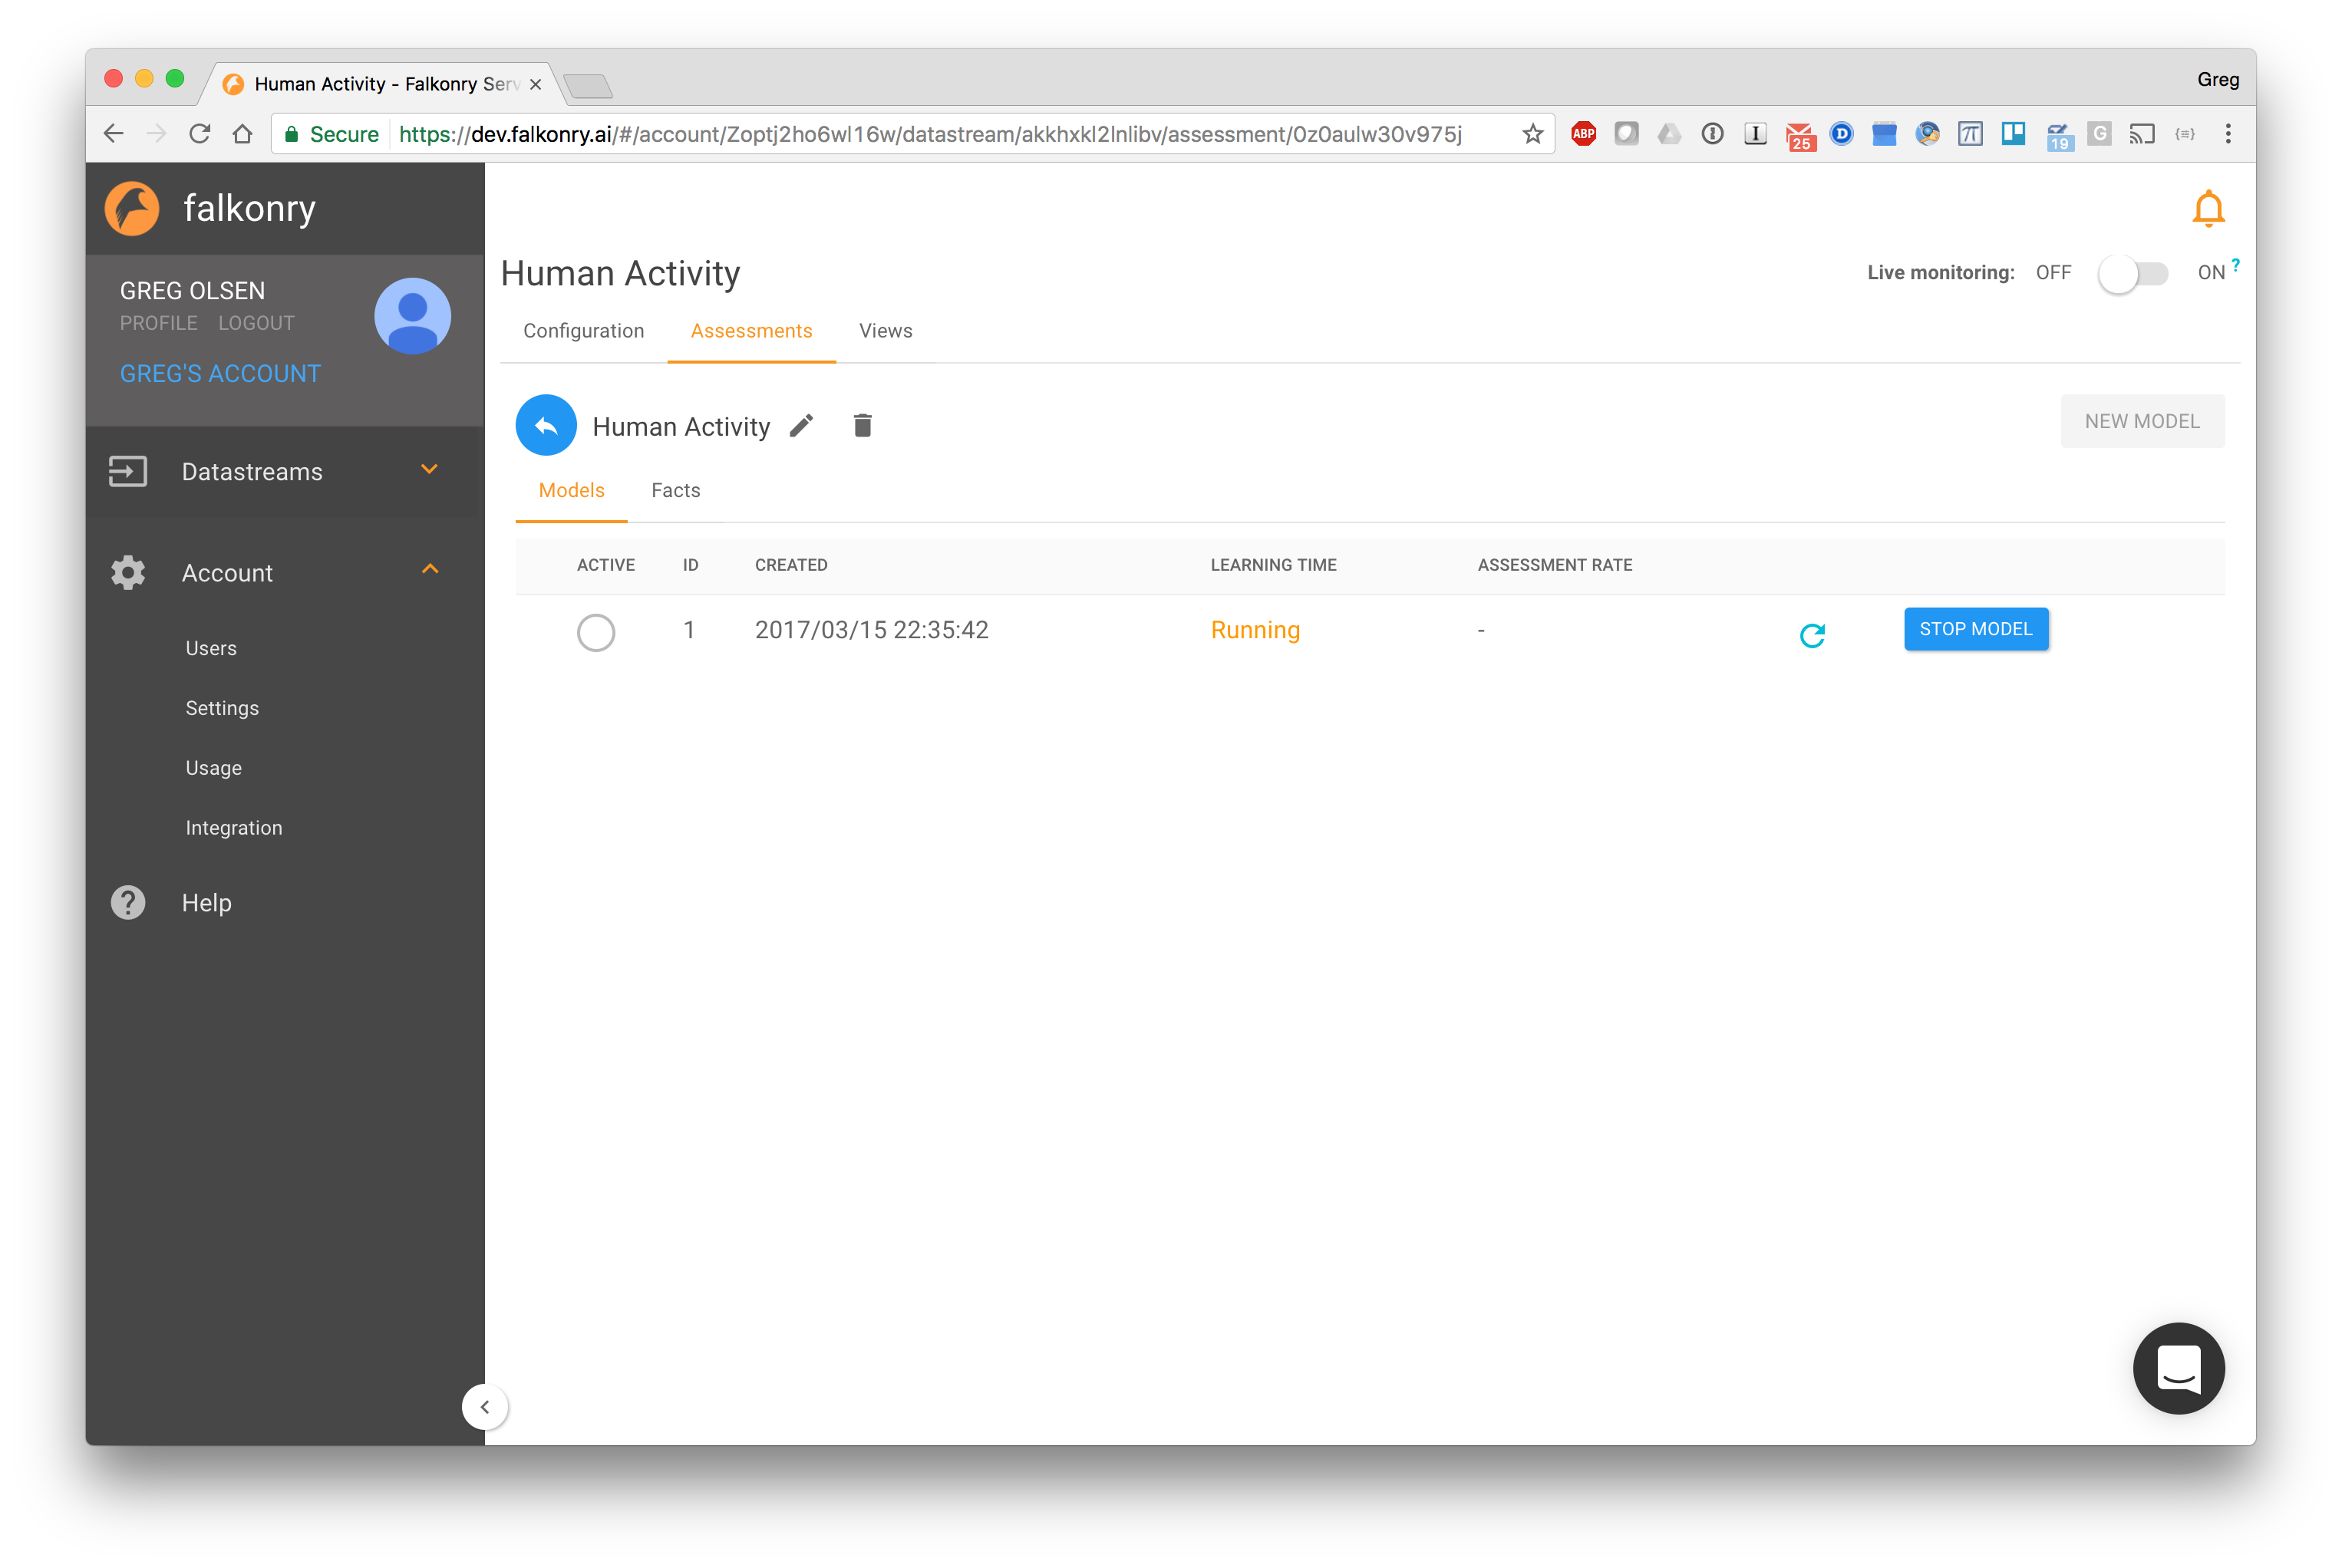 Human Activity - Falkonry Serv
Greg
Secure https://dev.falkonry.ai/#/account/Zoptj2ho6wl16w/datastream/akkhxkl2lnlibv/assessment/0z0aulw30v975j
ABP 1 I 25 D π 19 G {≡}
falkonry
GREG OLSEN
PROFILE LOGOUT
GREG'S ACCOUNT
Datastreams
Account
Users
Settings
Usage
Integration
? Help
Human Activity
Live monitoring: OFF ON ?
Configuration Assessments Views
Human Activity
NEW MODEL
Models Facts
ACTIVE ID CREATED LEARNING TIME ASSESSMENT RATE
1 2017/03/15 22:35:42 Running - STOP MODEL